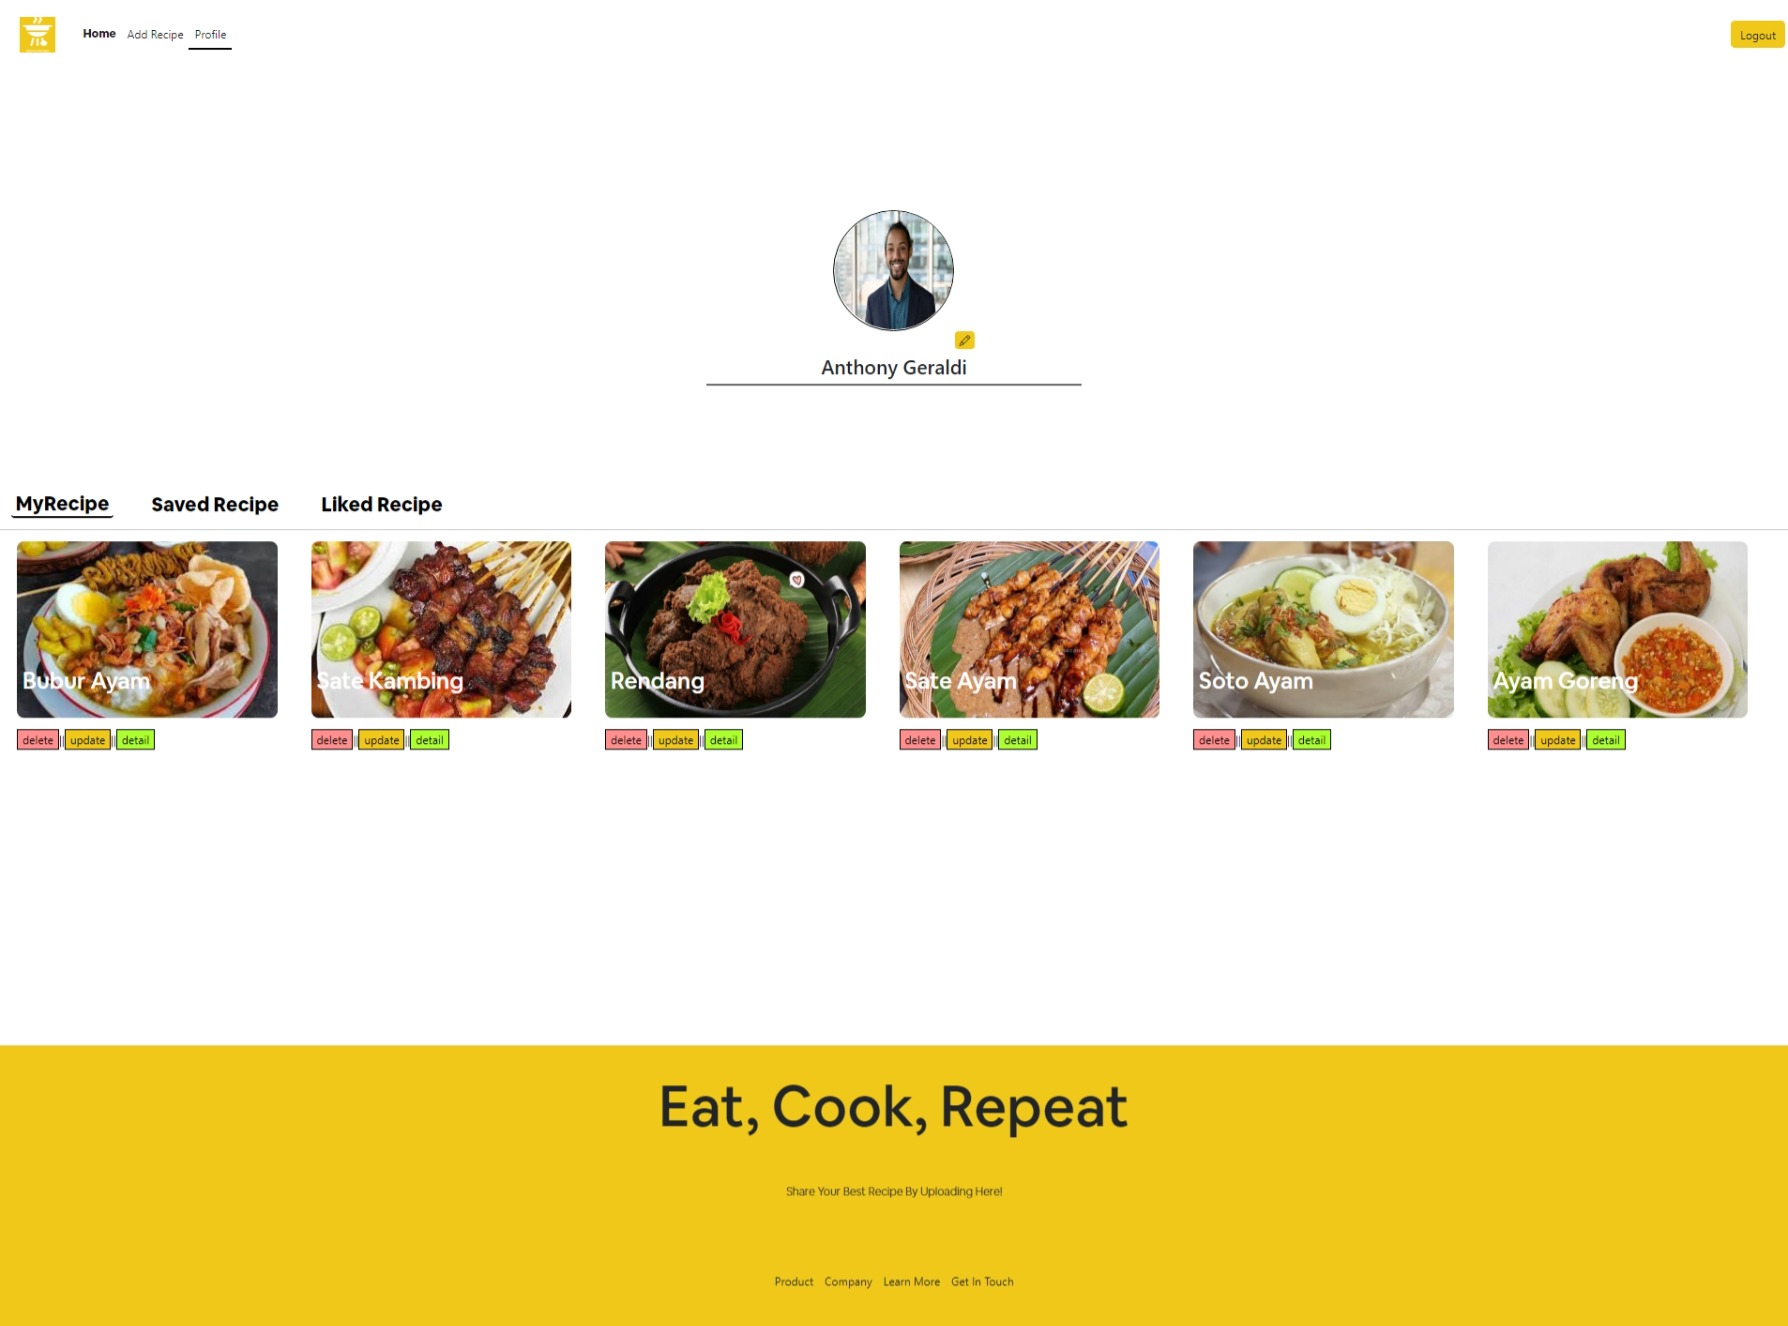 Home Add Recipe Profile Logout
Anthony Geraldi
MyRecipe Saved Recipe Liked Recipe
Bubur Ayam Sate Kambing Rendang Sate Ayam Soto Ayam Ayam Goreng
delete || update || detail delete || update || detail delete || update || detail delete || update || detail delete || update || detail delete || update || detail
Eat, Cook, Repeat
Share Your Best Recipe By Uploading Here!
Product Company Learn More Get In Touch